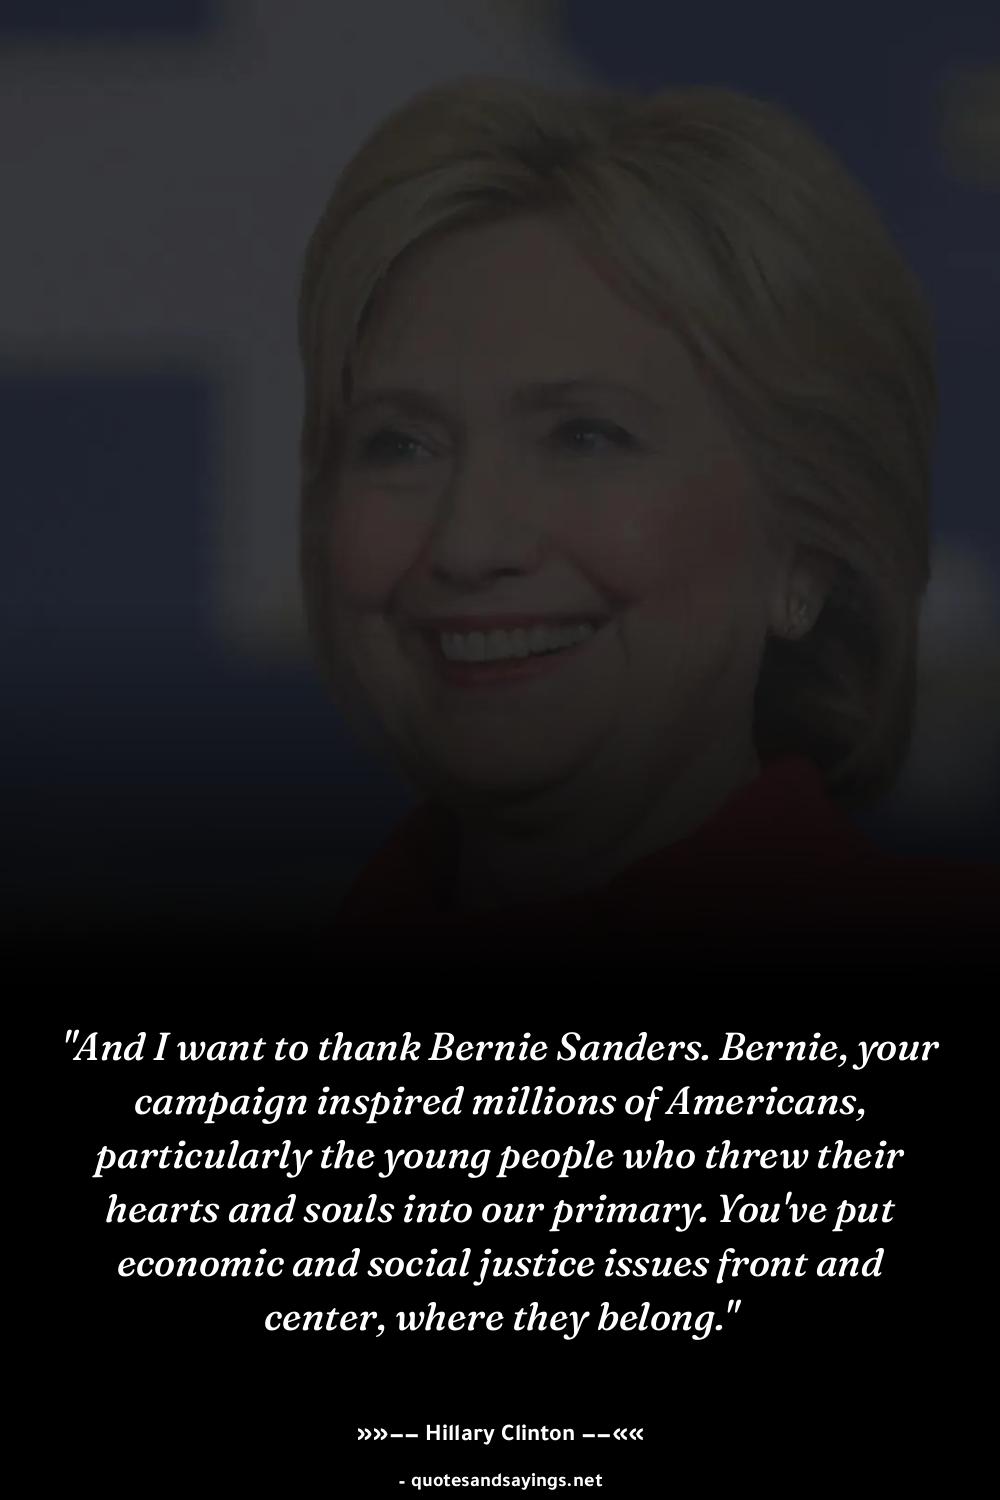 "And I want to thank Bernie Sanders. Bernie, your
campaign inspired millions of Americans,
particularly the young people who threw their
hearts and souls into our primary. You've put
economic and social justice issues front and
center, where they belong."
»»−− Hillary Clinton −−««
- quotesandsayings.net